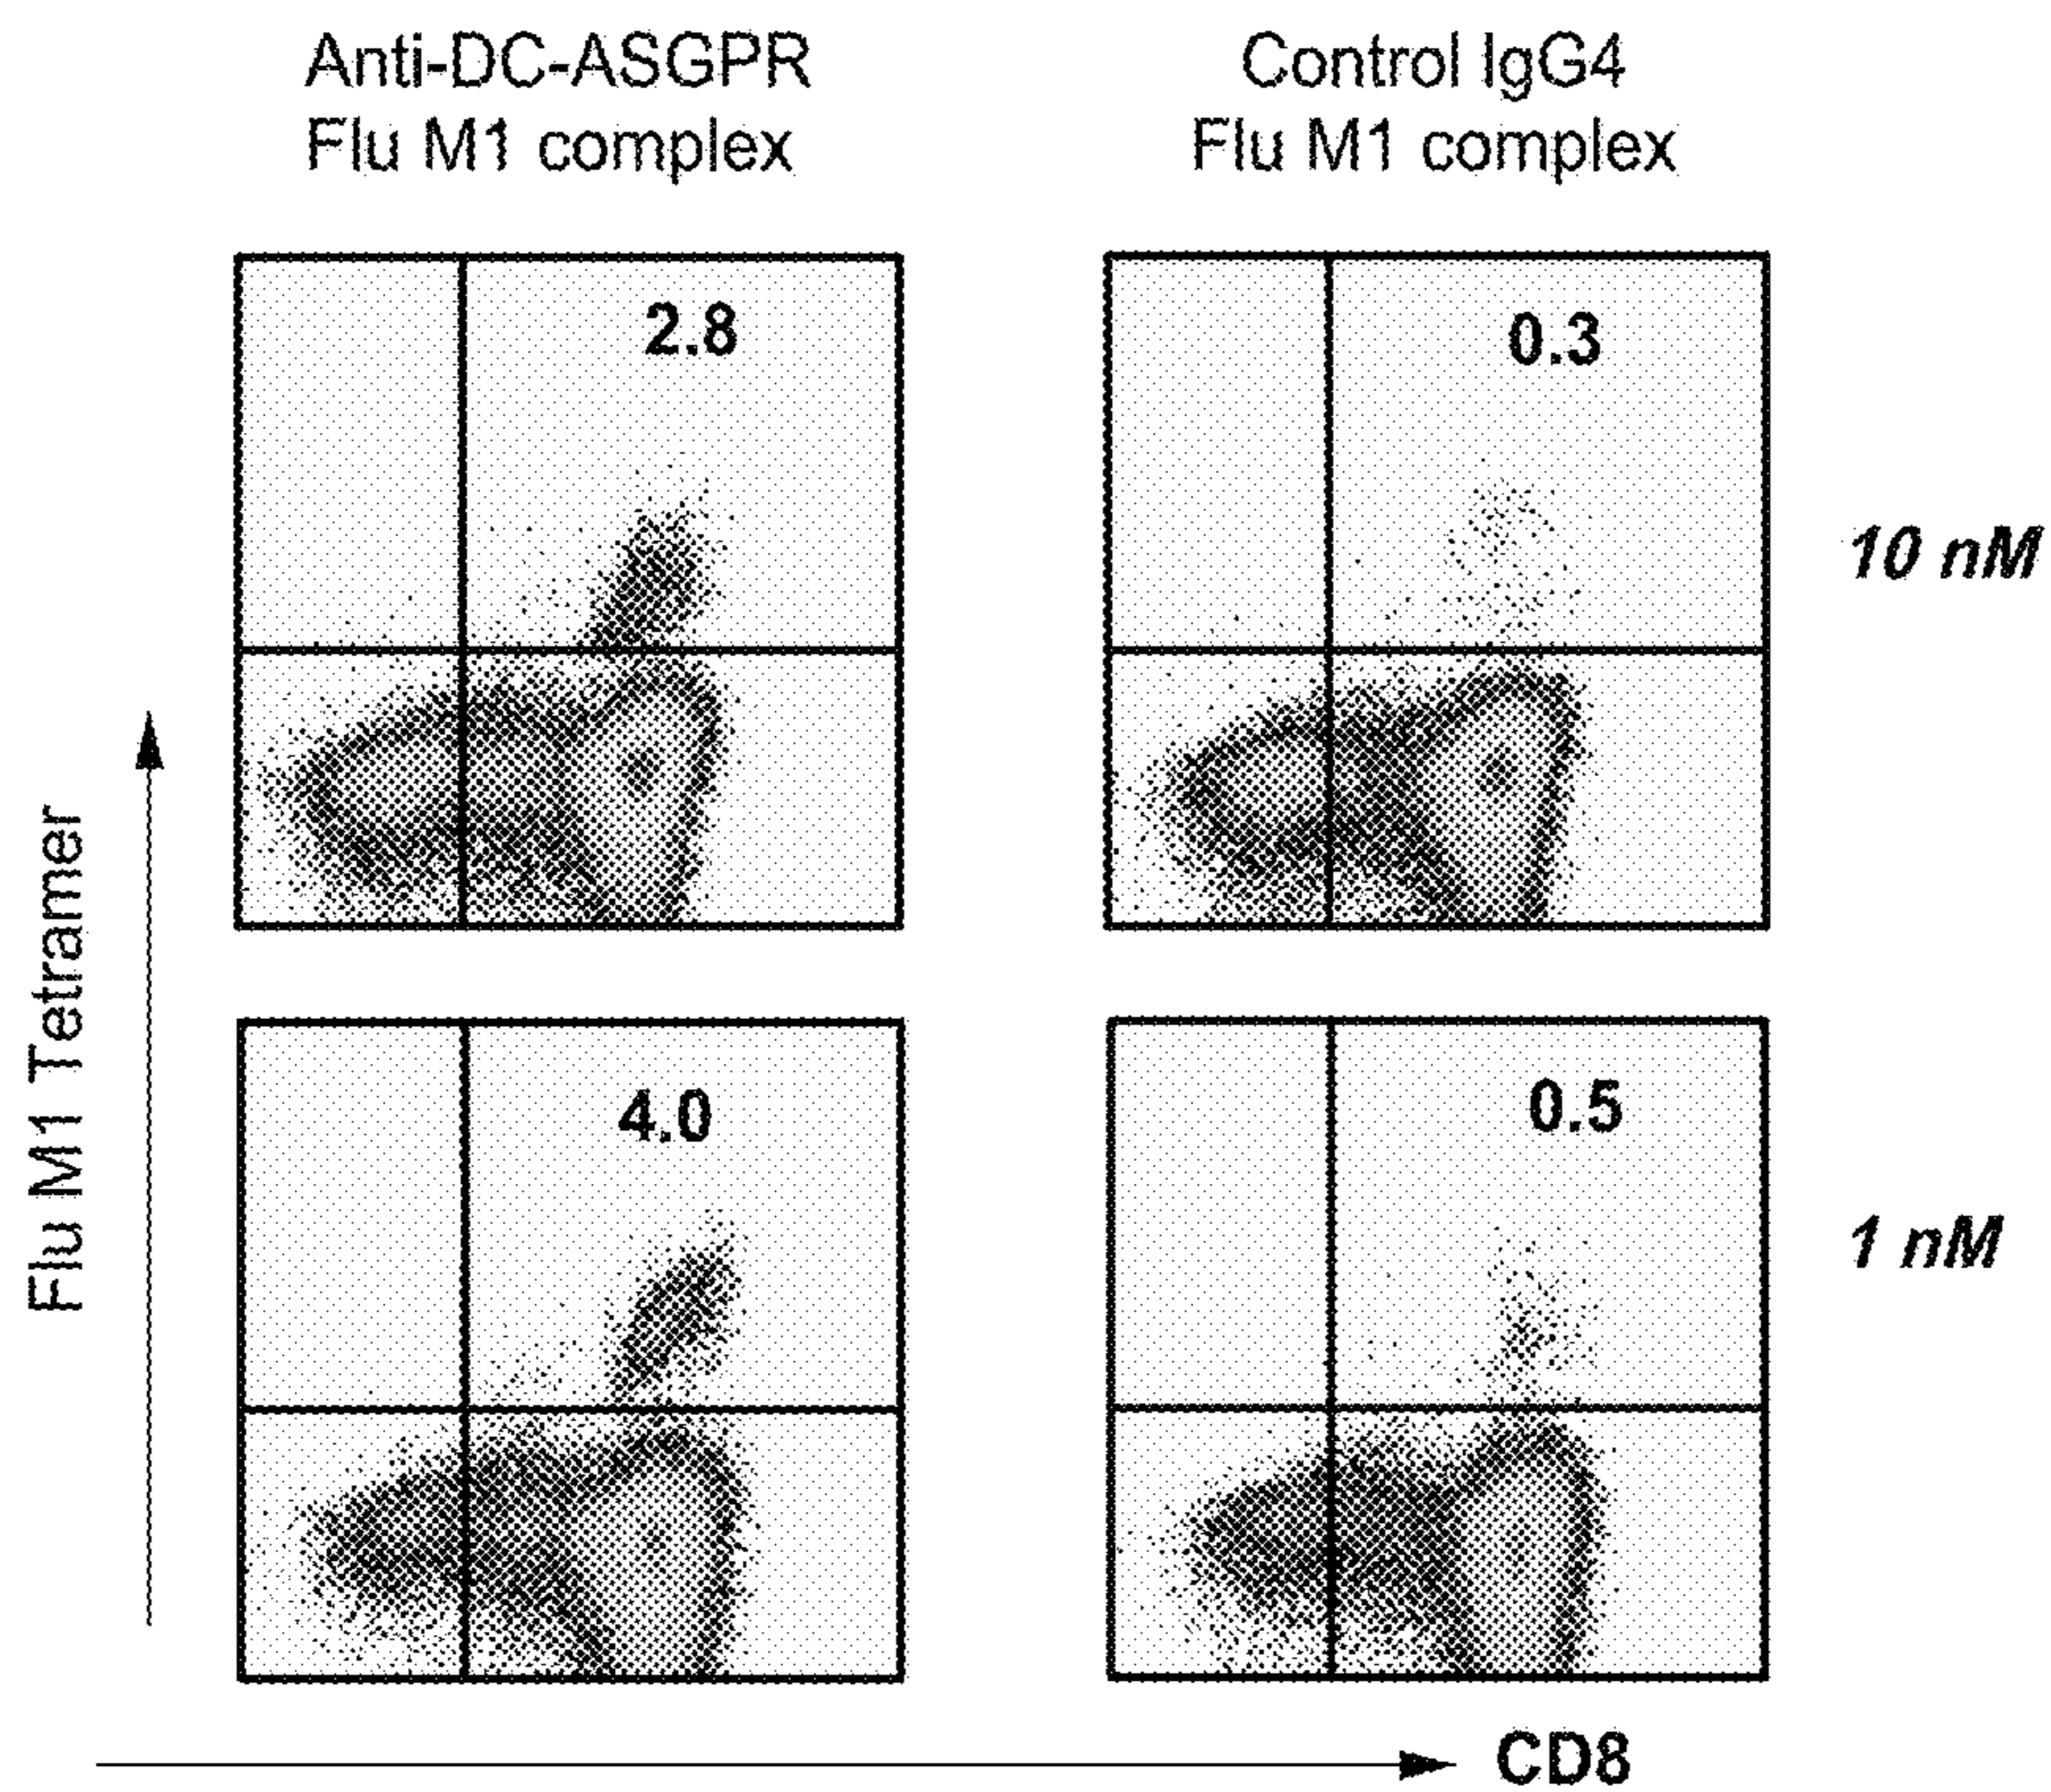 Anti-DC-ASGPR
Flu M1 complex
Control IgG4
Flu M1 complex
2.8
0.3
10 nM
4.0
0.5
1 nM
Flu M1 Tetramer
CD8